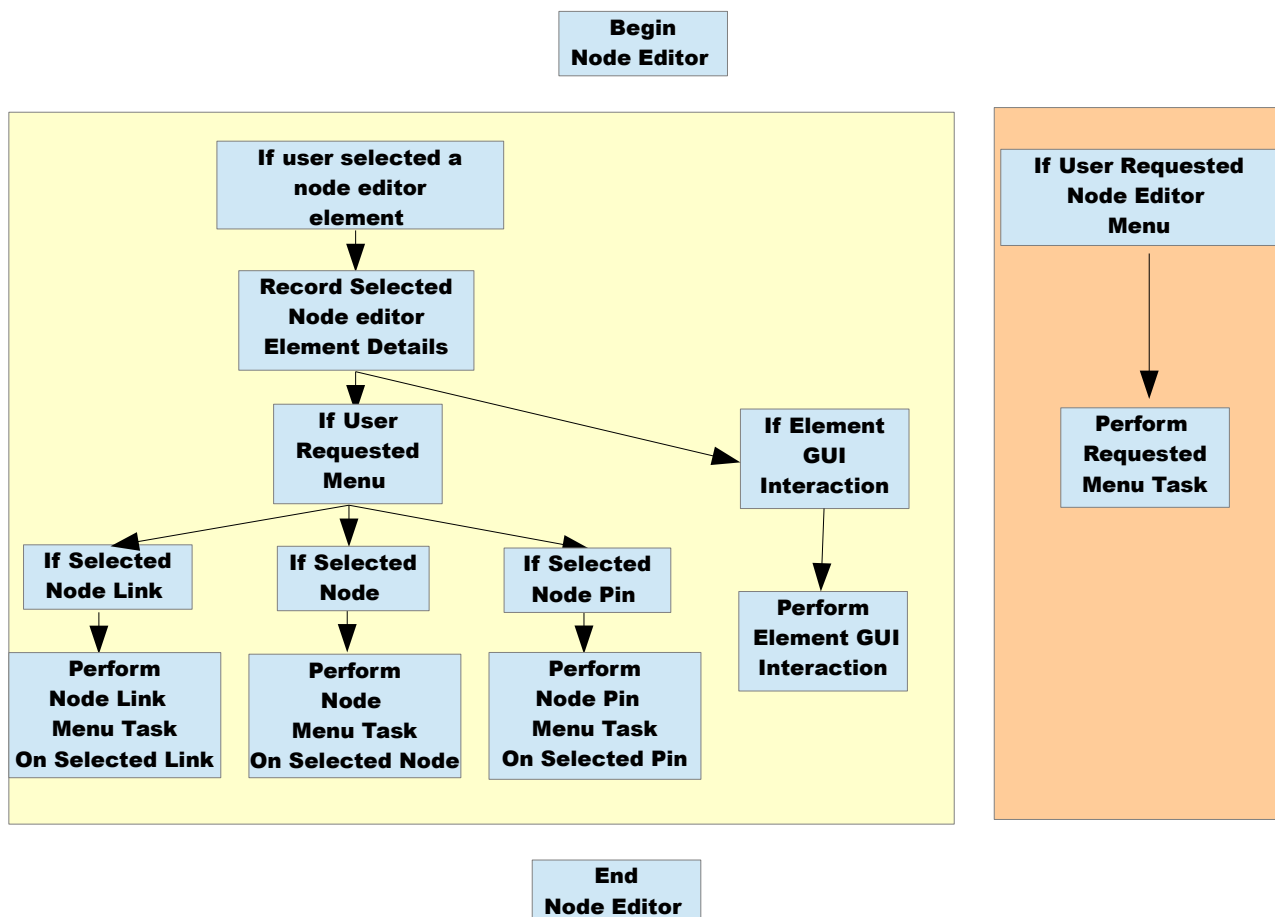 Begin
Node Editor
If user selected a
node editor
element
Record Selected
Node editor
Element Details
If User
Requested
Menu
If Element
GUI
Interaction
If Selected
Node Link
If Selected
Node
If Selected
Node Pin
Perform
Element GUI
Interaction
Perform
Node Link
Menu Task
On Selected Link
Perform
Node
Menu Task
On Selected Node
Perform
Node Pin
Menu Task
On Selected Pin
If User Requested
Node Editor
Menu
Perform
Requested
Menu Task
End
Node Editor